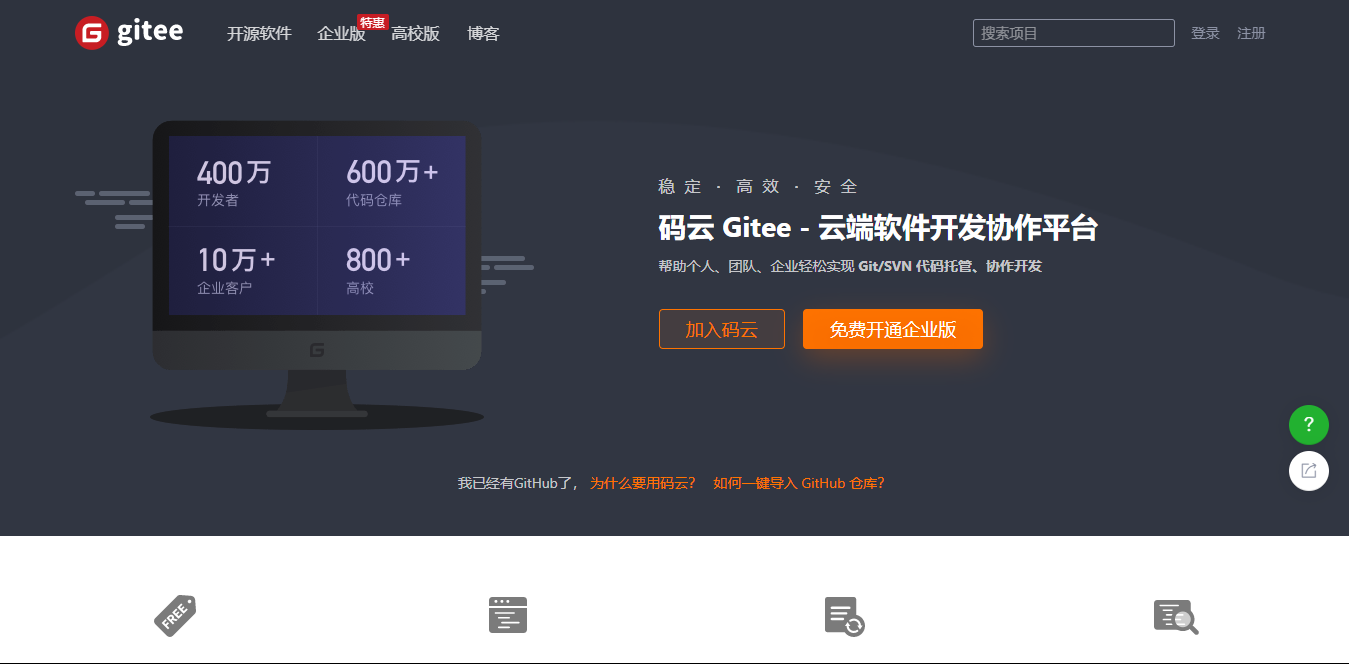 gitee 开源软件 企业版 特惠 高校版 博客 搜索项目 登录 注册
400万 600万+
开发者 代码仓库
10万+ 800+
企业客户 高校
稳定 · 高效 · 安全
码云 Gitee - 云端软件开发协作平台
帮助个人、团队、企业轻松实现 Git/SVN 代码托管、协作开发
加入码云 免费开通企业版
?
我已经有GitHub了， 为什么要用码云？ 如何一键导入 GitHub 仓库？
FREE